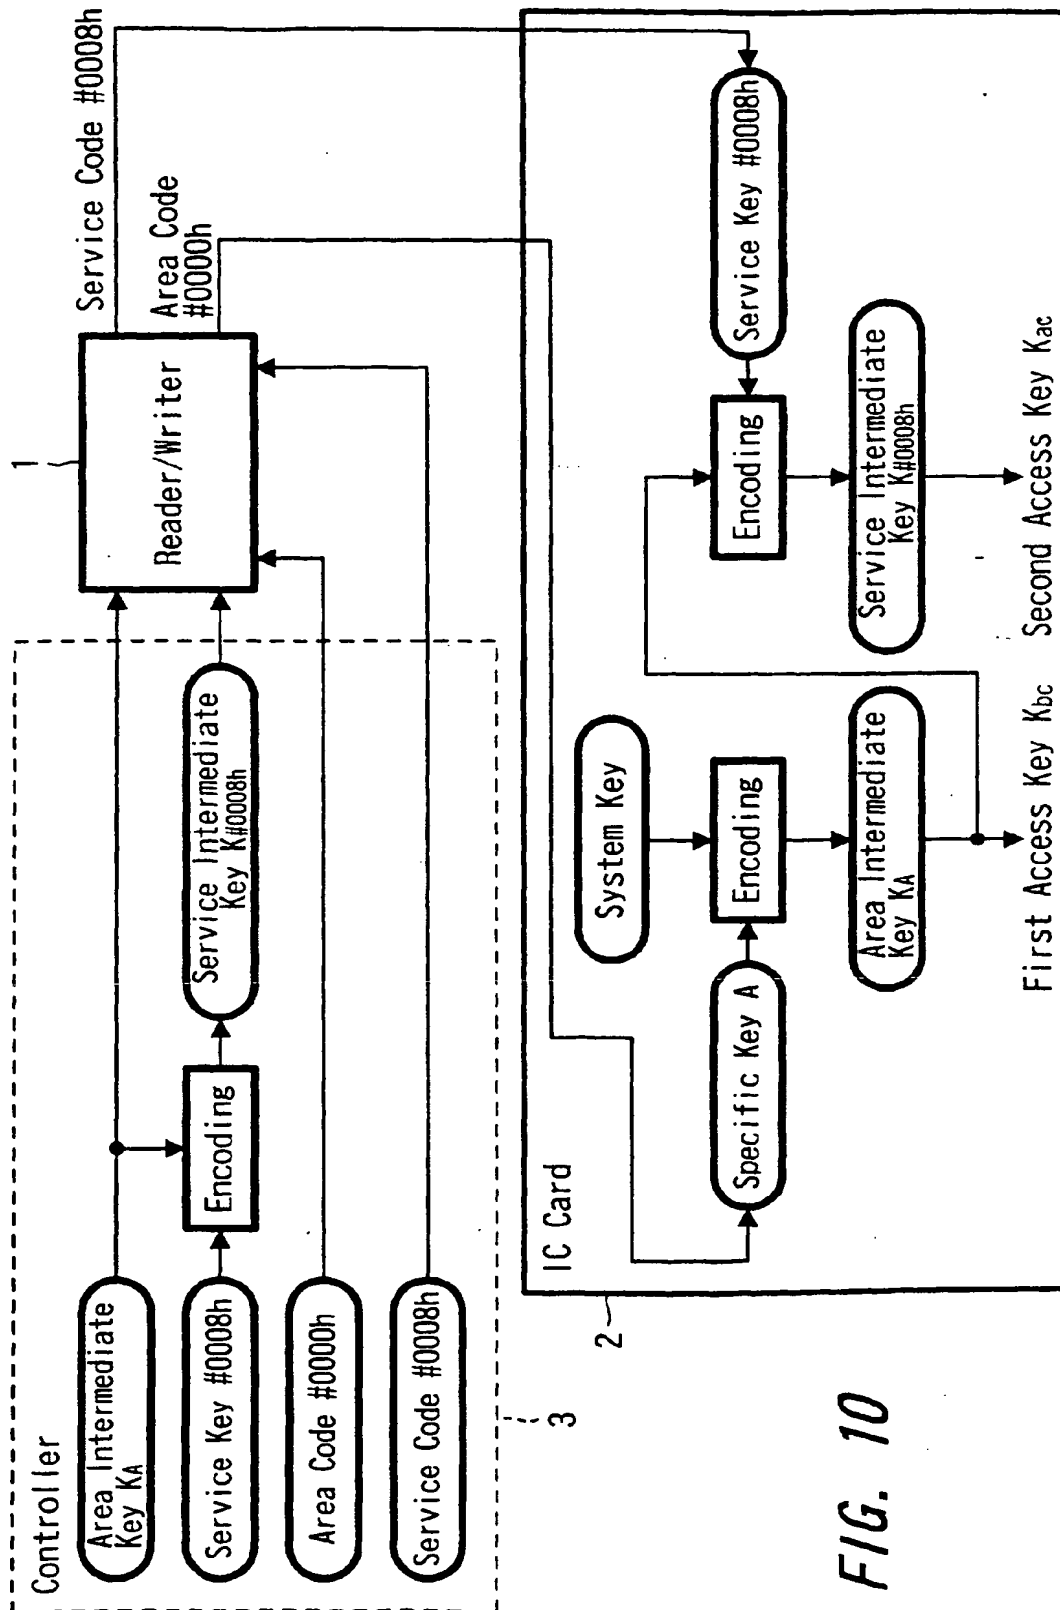 Controller
Area Intermediate
Key KA
Service Key #0008h
Area Code #0000h
Service Code #0008h
3
Encoding
Service Intermediate
Key K#0008h
1
Reader/Writer
Service Code #0008h
Area Code
#0000h
2
IC Card
Specific Key A
System Key
Encoding
Area Intermediate
Key KA
First Access Key Kbc
Service Key #0008h
Encoding
Service Intermediate
Key K#0008h
Second Access Key Kac
FIG. 10